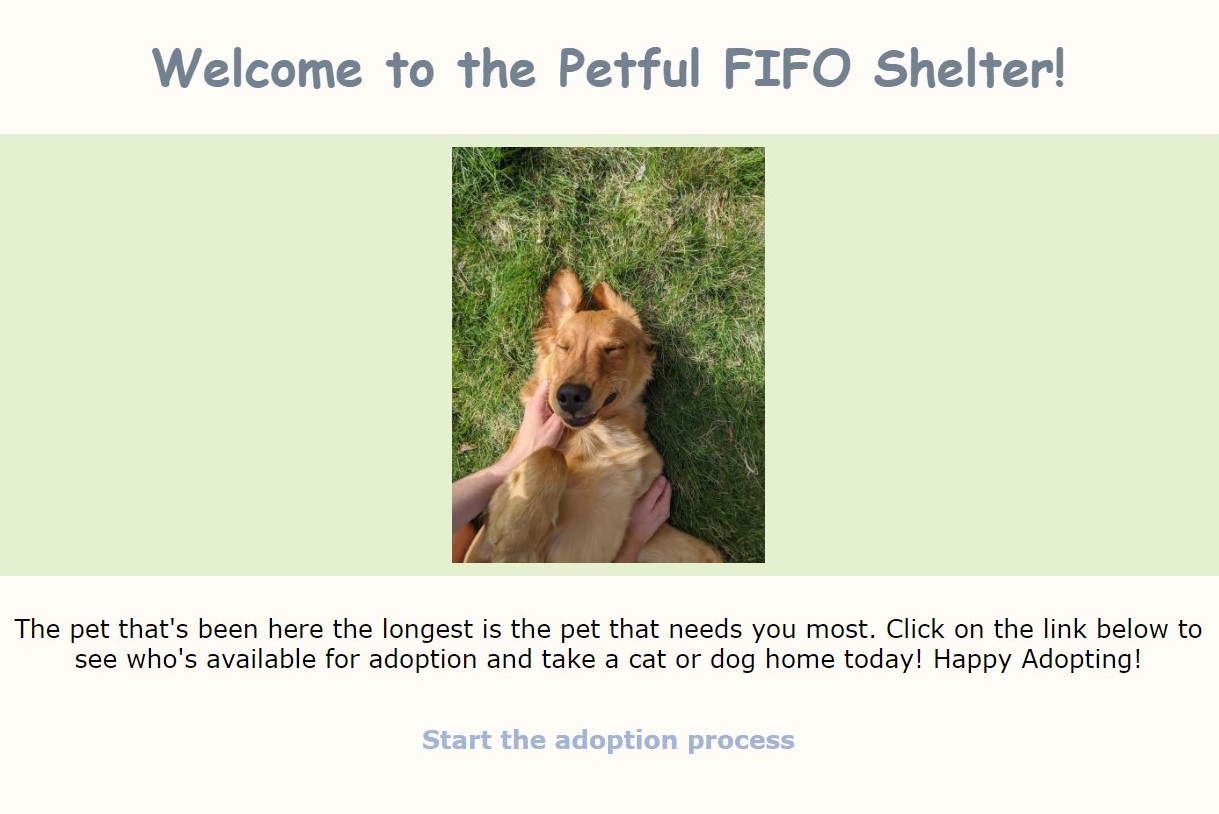 Welcome to the Petful FIFO Shelter!
The pet that's been here the longest is the pet that needs you most. Click on the link below to
see who's available for adoption and take a cat or dog home today! Happy Adopting!
Start the adoption process